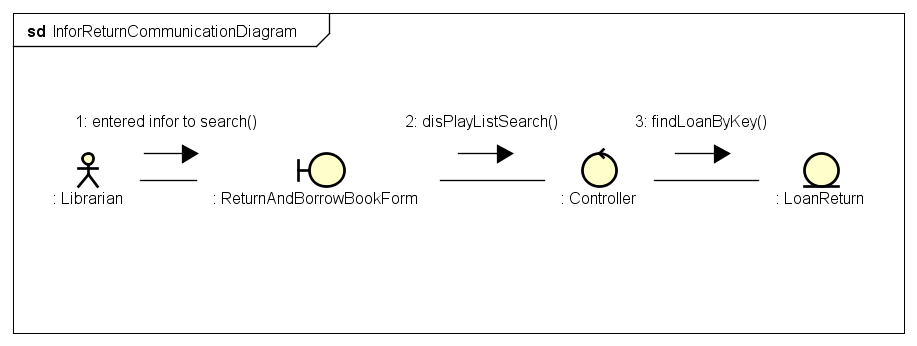 sd InforReturnCommunicationDiagram
1: entered infor to search()
2: disPlayListSearch()
3: findLoanByKey()
: Librarian
: ReturnAndBorrowBookForm
: Controller
: LoanReturn